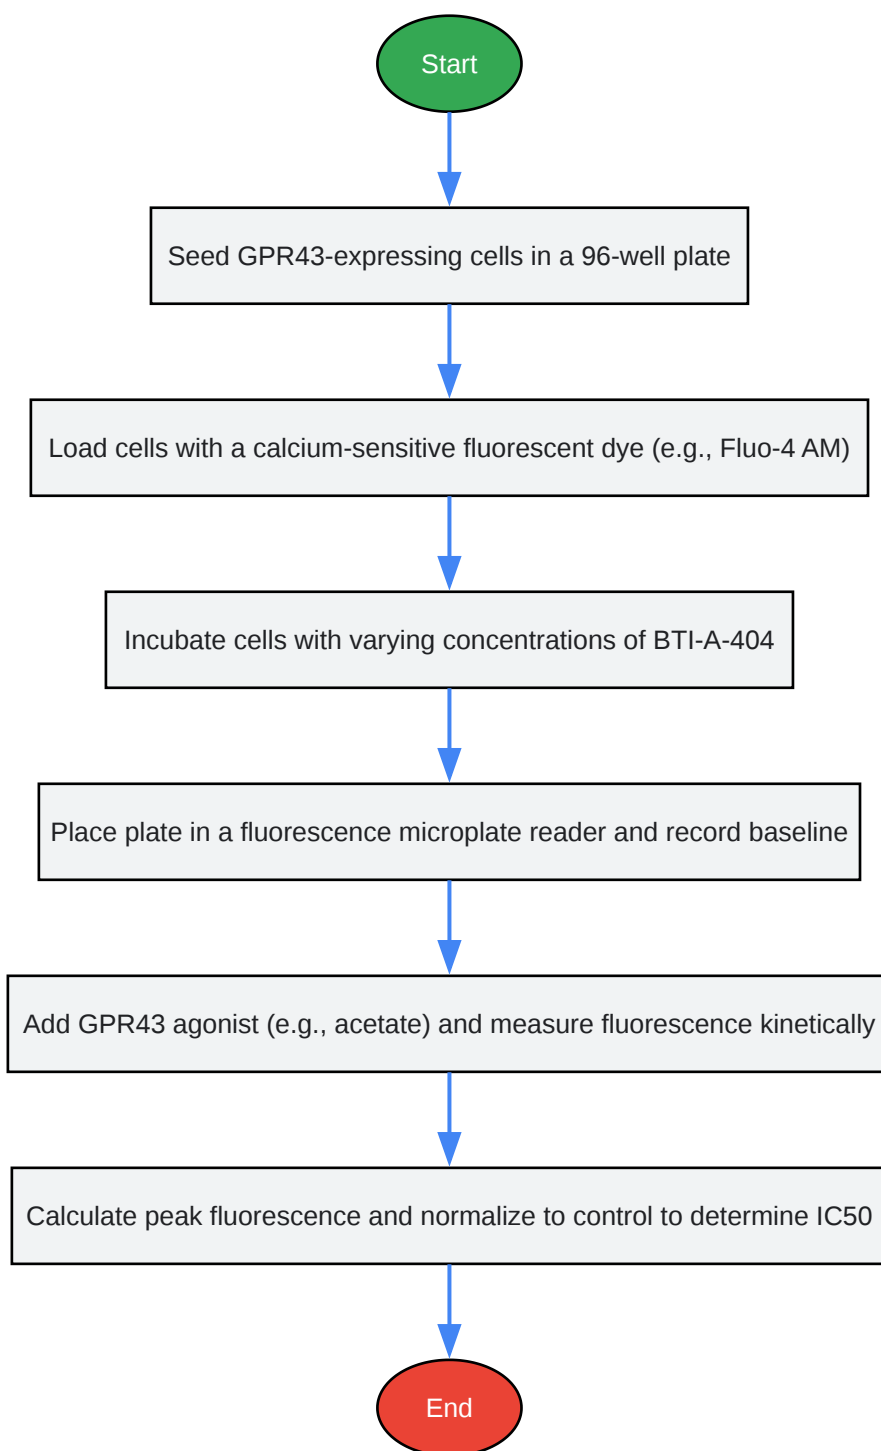 Start
Seed GPR43-expressing cells in a 96-well plate
Load cells with a calcium-sensitive fluorescent dye (e.g., Fluo-4 AM)
Incubate cells with varying concentrations of BTI-A-404
Place plate in a fluorescence microplate reader and record baseline
Add GPR43 agonist (e.g., acetate) and measure fluorescence kinetically
Calculate peak fluorescence and normalize to control to determine IC50
End